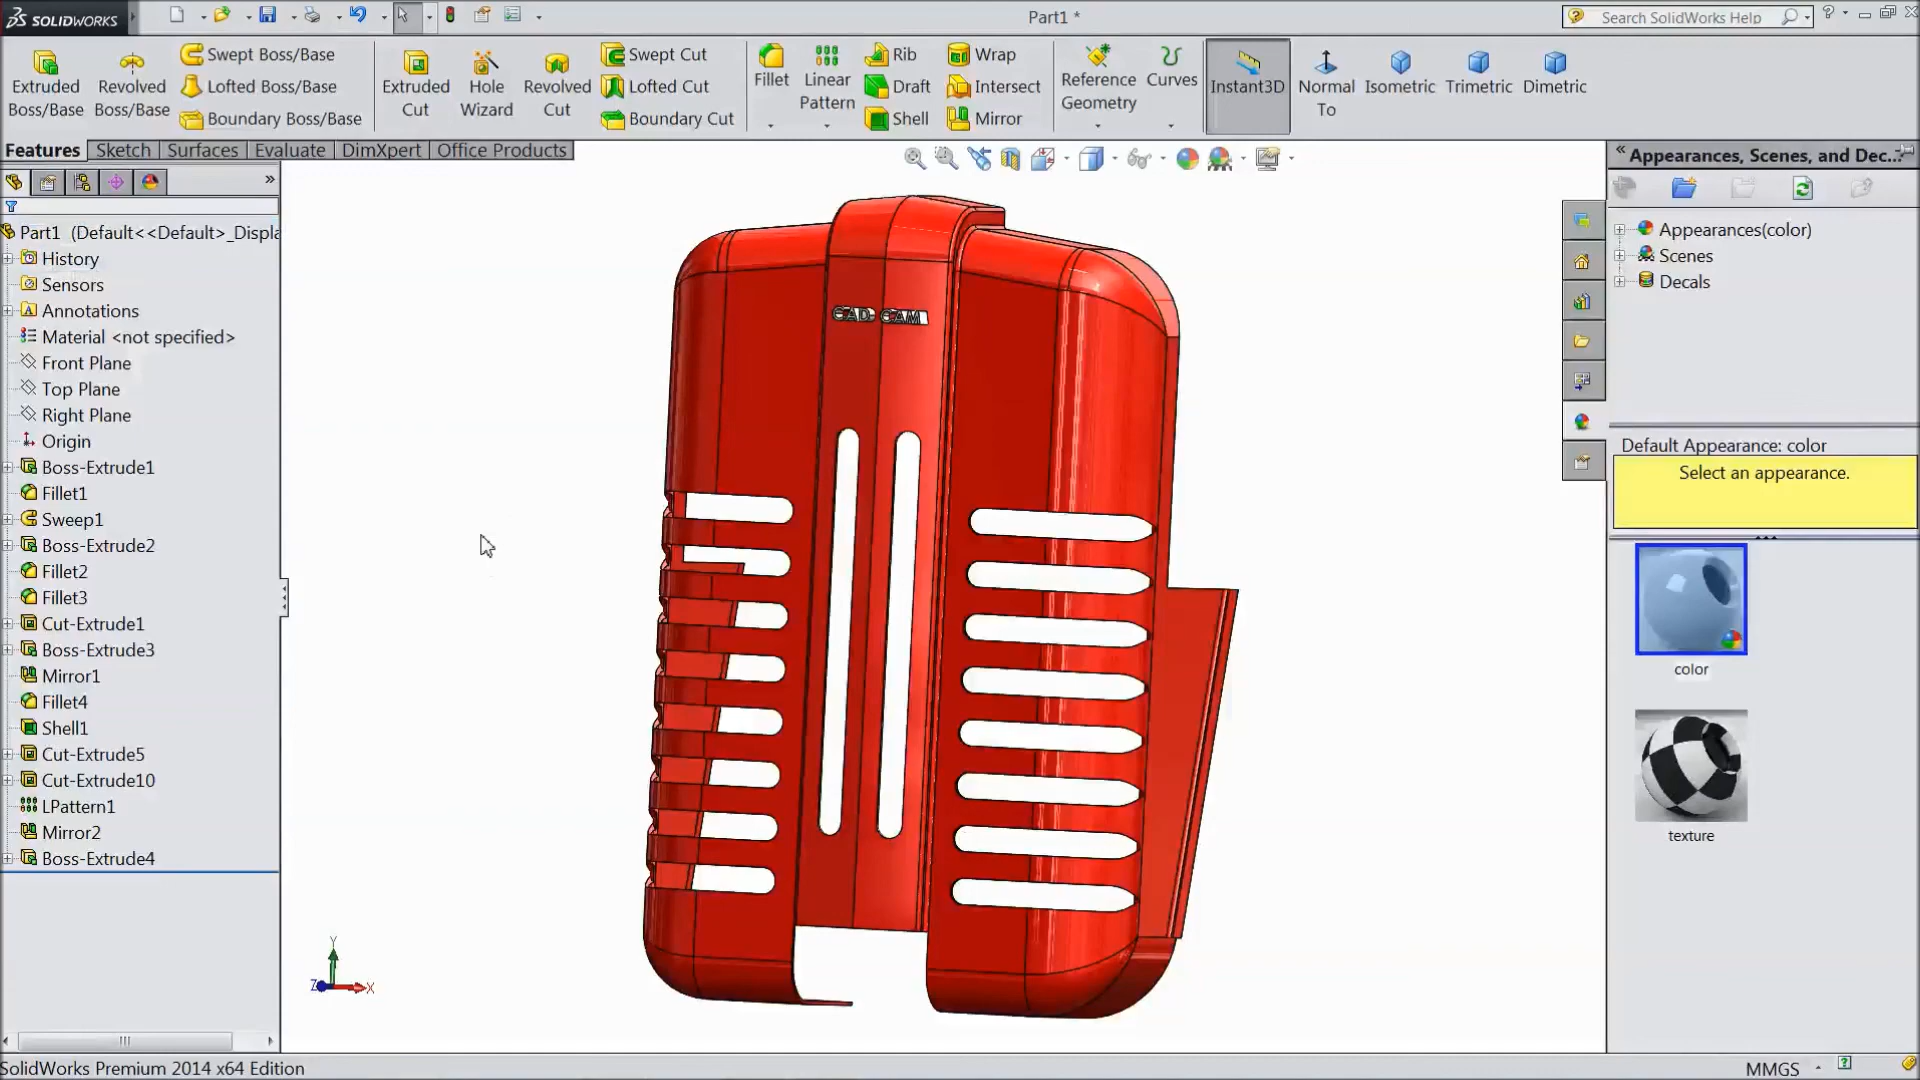 SOLIDWORKS
Part1 *
Search SolidWorks Help
Extruded Boss/Base
Revolved Boss/Base
Swept Boss/Base
Lofted Boss/Base
Boundary Boss/Base
Extruded Cut
Hole Wizard
Revolved Cut
Swept Cut
Lofted Cut
Boundary Cut
Fillet
Linear Pattern
Rib
Draft
Shell
Wrap
Intersect
Mirror
Reference Geometry
Curves
Instant3D
Normal To
Isometric
Trimetric
Dimetric
Features
Sketch
Surfaces
Evaluate
DimXpert
Office Products
Part1 (Default<<Default>_Displa
History
Sensors
Annotations
Material <not specified>
Front Plane
Top Plane
Right Plane
Origin
Boss-Extrude1
Fillet1
Sweep1
Boss-Extrude2
Fillet2
Fillet3
Cut-Extrude1
Boss-Extrude3
Mirror1
Fillet4
Shell1
Cut-Extrude5
Cut-Extrude10
LPattern1
Mirror2
Boss-Extrude4
CAD-CAM
Y
Z
X
Appearances, Scenes, and Dec...
Appearances(color)
Scenes
Decals
Default Appearance: color
Select an appearance.
color
texture
SolidWorks Premium 2014 x64 Edition
MMGS